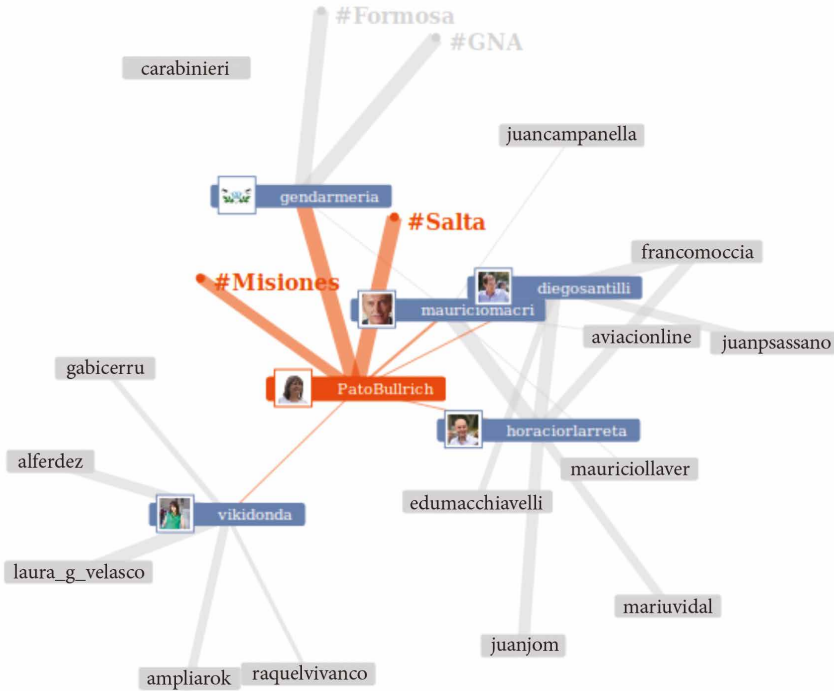 #Formosa
#GNA
carabinieri
juancampanella
gendarmeria
#Salta
francomoccia
#Misiones
diegosantilli
mauriciomacri
aviacionline
juanpsassano
gabicerru
PatoBullrich
horaciorlarreta
alferdez
mauriciollaver
edumacchiavelli
vikidonda
laura_g_velasco
mariuvidal
juanjom
ampliarok
raquelvivanco